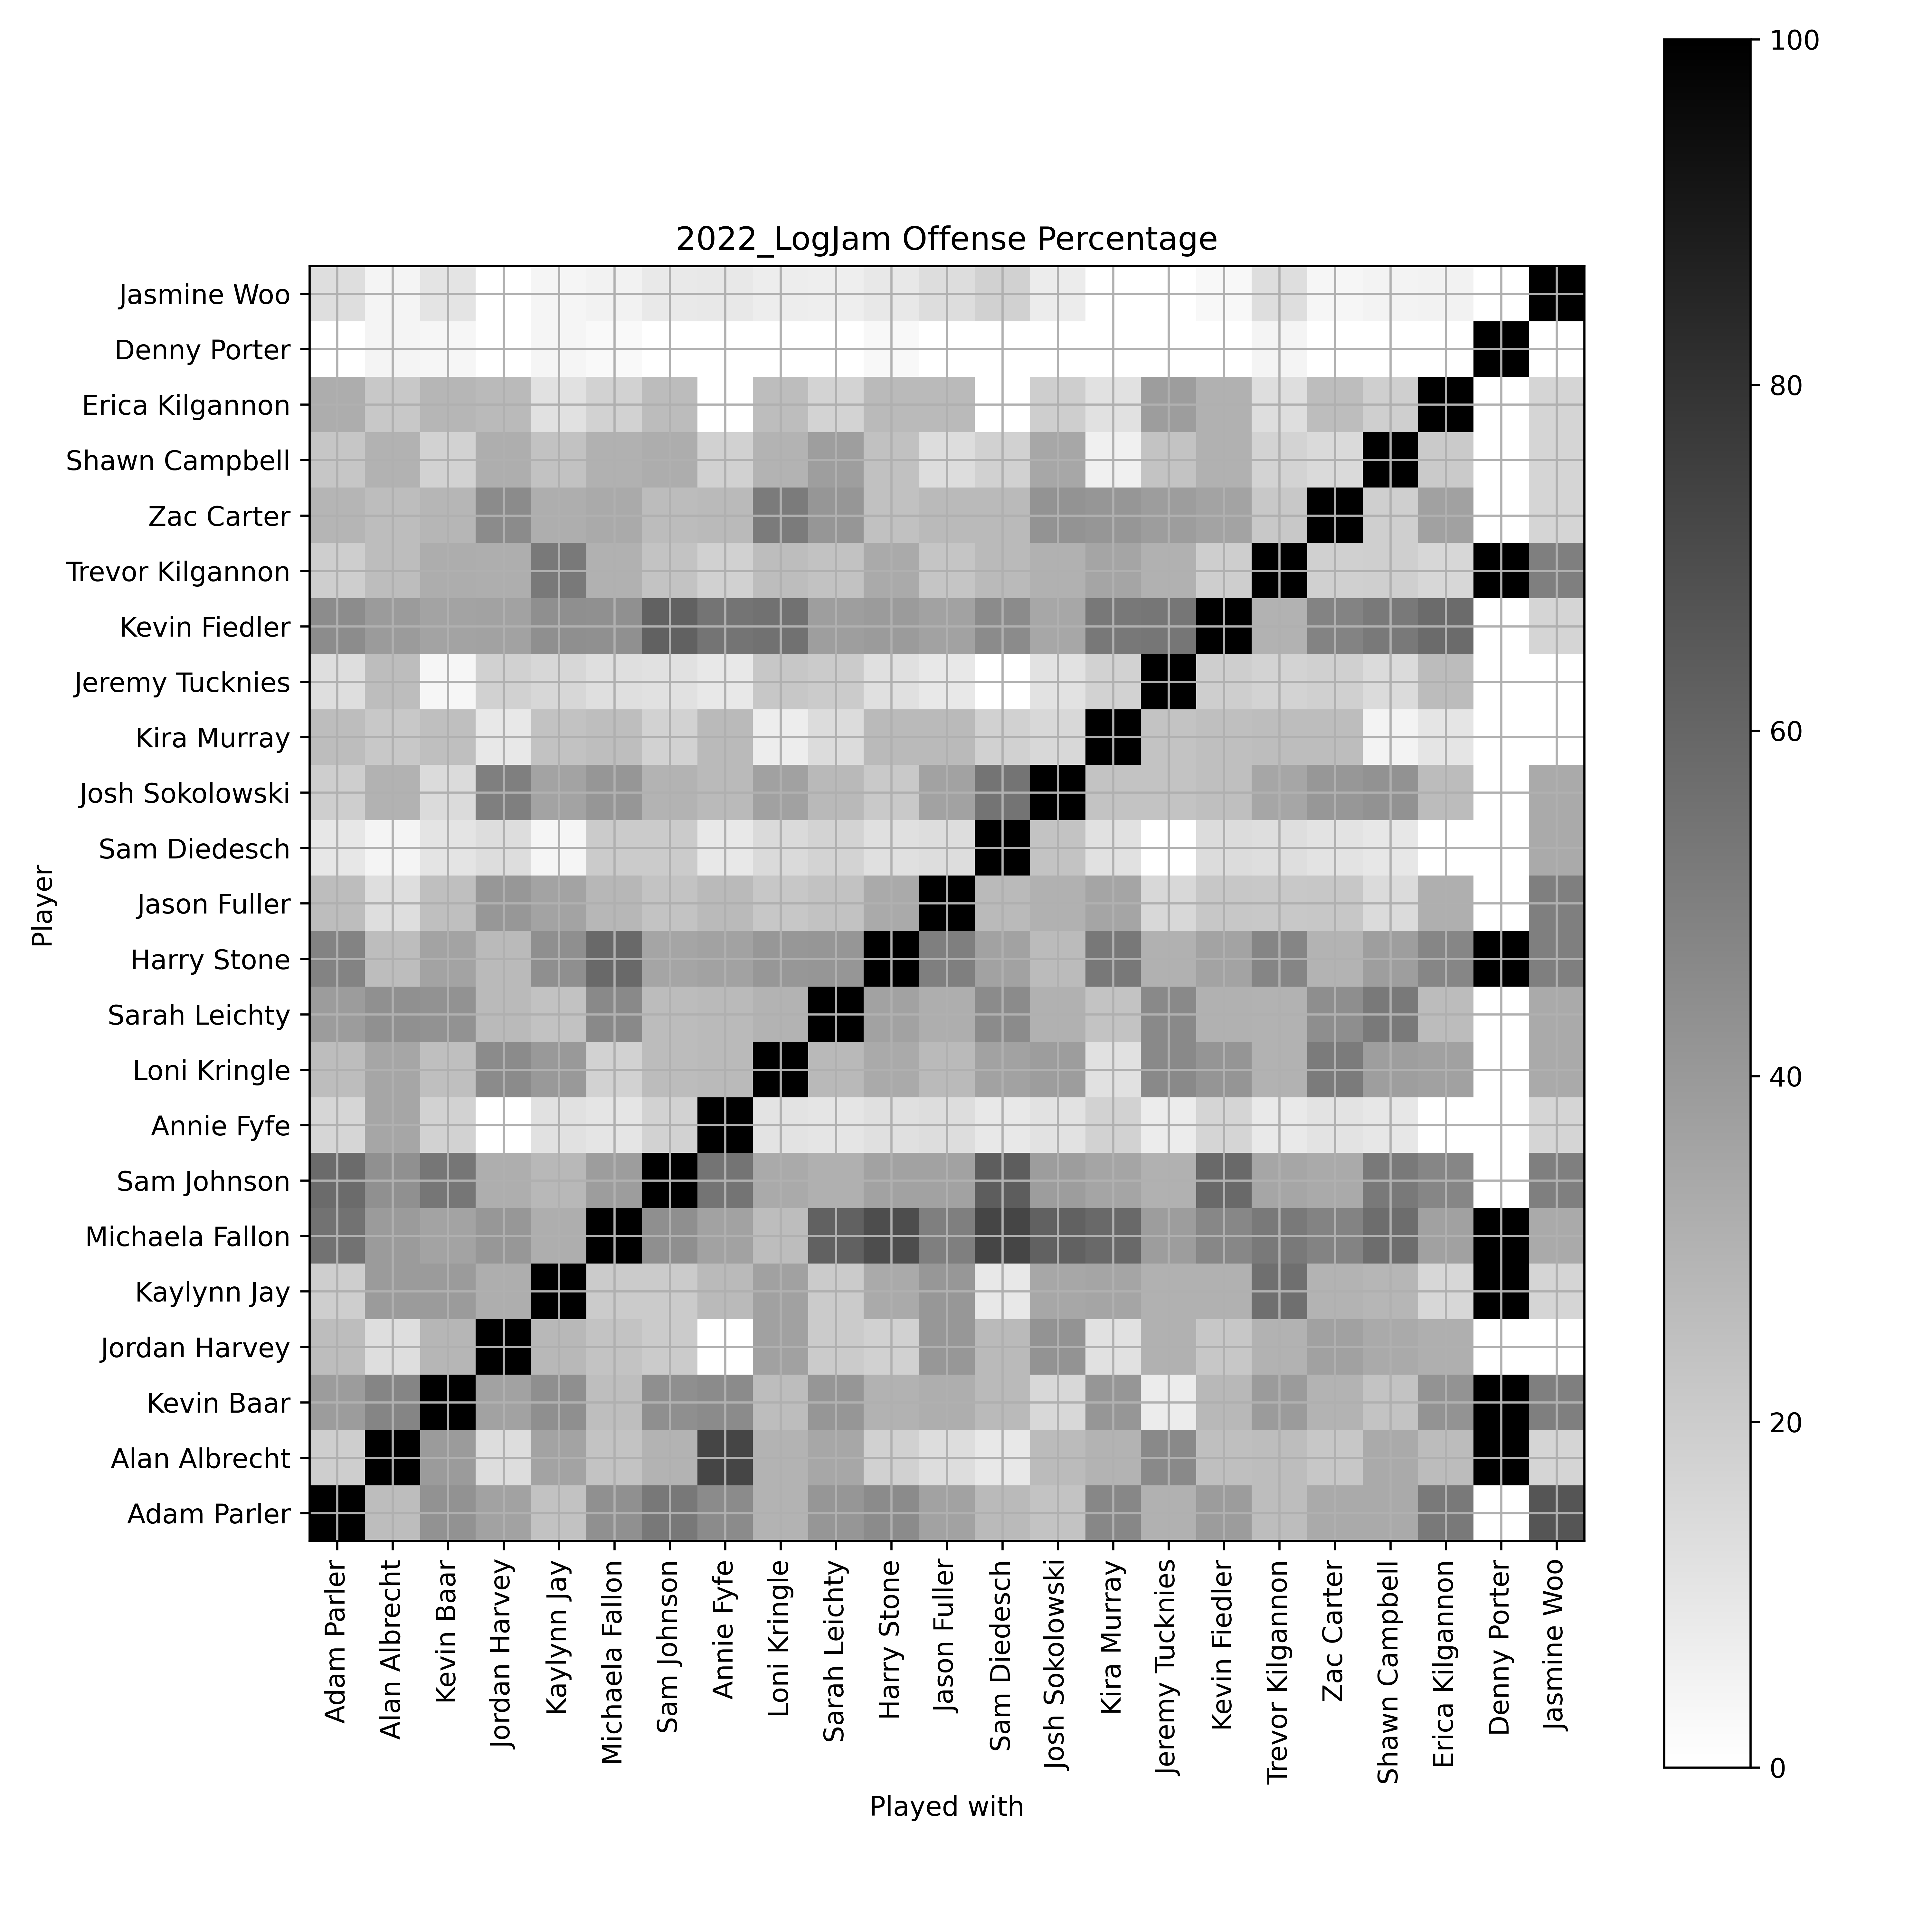 2022_LogJam Offense Percentage
Player
Jasmine Woo
Denny Porter
Erica Kilgannon
Shawn Campbell
Zac Carter
Trevor Kilgannon
Kevin Fiedler
Jeremy Tucknies
Kira Murray
Josh Sokolowski
Sam Diedesch
Jason Fuller
Harry Stone
Sarah Leichty
Loni Kringle
Annie Fyfe
Sam Johnson
Michaela Fallon
Kaylynn Jay
Jordan Harvey
Kevin Baar
Alan Albrecht
Adam Parler
Adam Parler
Alan Albrecht
Kevin Baar
Jordan Harvey
Kaylynn Jay
Michaela Fallon
Sam Johnson
Annie Fyfe
Loni Kringle
Sarah Leichty
Harry Stone
Jason Fuller
Sam Diedesch
Josh Sokolowski
Kira Murray
Jeremy Tucknies
Kevin Fiedler
Trevor Kilgannon
Zac Carter
Shawn Campbell
Erica Kilgannon
Denny Porter
Jasmine Woo
Played with
100
80
60
40
20
0